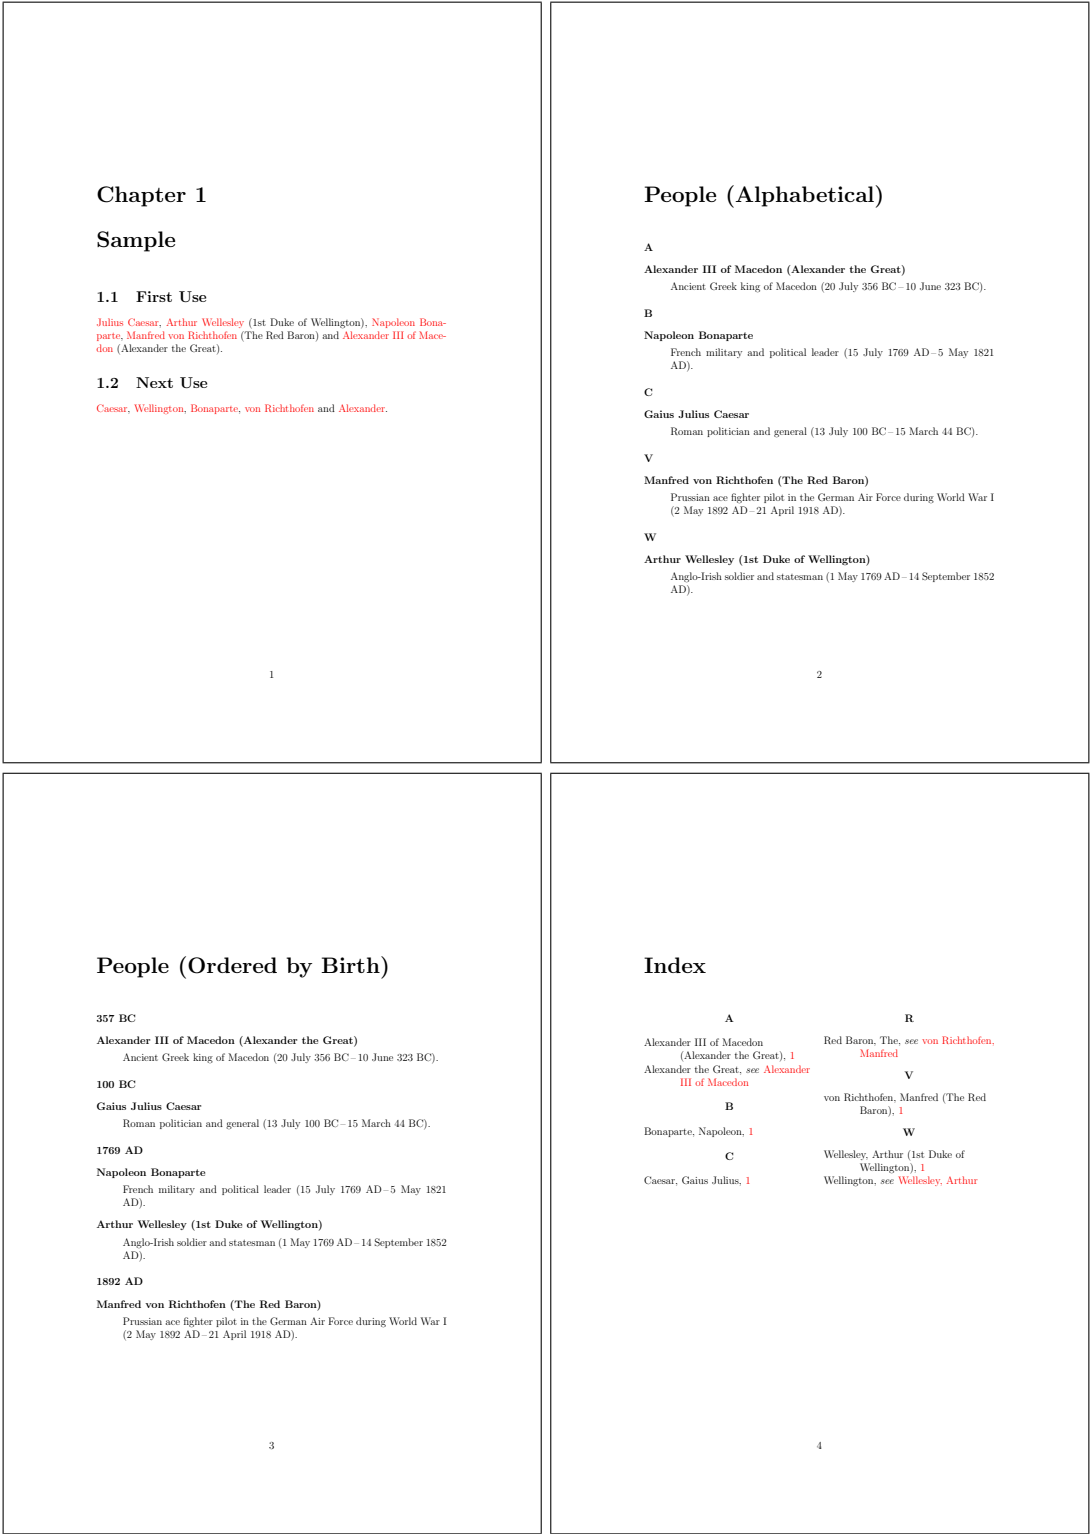 Chapter 1
Sample
1.1 First Use
Julius Caesar, Arthur Wellesley (1st Duke of Wellington), Napoleon Bona-
parte, Manfred von Richthofen (The Red Baron) and Alexander III of Mace-
don (Alexander the Great).
1.2 Next Use
Caesar, Wellington, Bonaparte, von Richthofen and Alexander.
1
People (Alphabetical)
A
Alexander III of Macedon (Alexander the Great)
Ancient Greek king of Macedon (20 July 356 BC – 10 June 323 BC).
B
Napoleon Bonaparte
French military and political leader (15 July 1769 AD – 5 May 1821
AD).
C
Gaius Julius Caesar
Roman politician and general (13 July 100 BC – 15 March 44 BC).
V
Manfred von Richthofen (The Red Baron)
Prussian ace fighter pilot in the German Air Force during World War I
(2 May 1892 AD – 21 April 1918 AD).
W
Arthur Wellesley (1st Duke of Wellington)
Anglo-Irish soldier and statesman (1 May 1769 AD – 14 September 1852
AD).
2
People (Ordered by Birth)
357 BC
Alexander III of Macedon (Alexander the Great)
Ancient Greek king of Macedon (20 July 356 BC – 10 June 323 BC).
100 BC
Gaius Julius Caesar
Roman politician and general (13 July 100 BC – 15 March 44 BC).
1769 AD
Napoleon Bonaparte
French military and political leader (15 July 1769 AD – 5 May 1821
AD).
Arthur Wellesley (1st Duke of Wellington)
Anglo-Irish soldier and statesman (1 May 1769 AD – 14 September 1852
AD).
1892 AD
Manfred von Richthofen (The Red Baron)
Prussian ace fighter pilot in the German Air Force during World War I
(2 May 1892 AD – 21 April 1918 AD).
3
Index
A
Alexander III of Macedon
(Alexander the Great), 1
Alexander the Great, see Alexander
III of Macedon
B
Bonaparte, Napoleon, 1
C
Caesar, Gaius Julius, 1
R
Red Baron, The, see von Richthofen,
Manfred
V
von Richthofen, Manfred (The Red
Baron), 1
W
Wellesley, Arthur (1st Duke of
Wellington), 1
Wellington, see Wellesley, Arthur
4